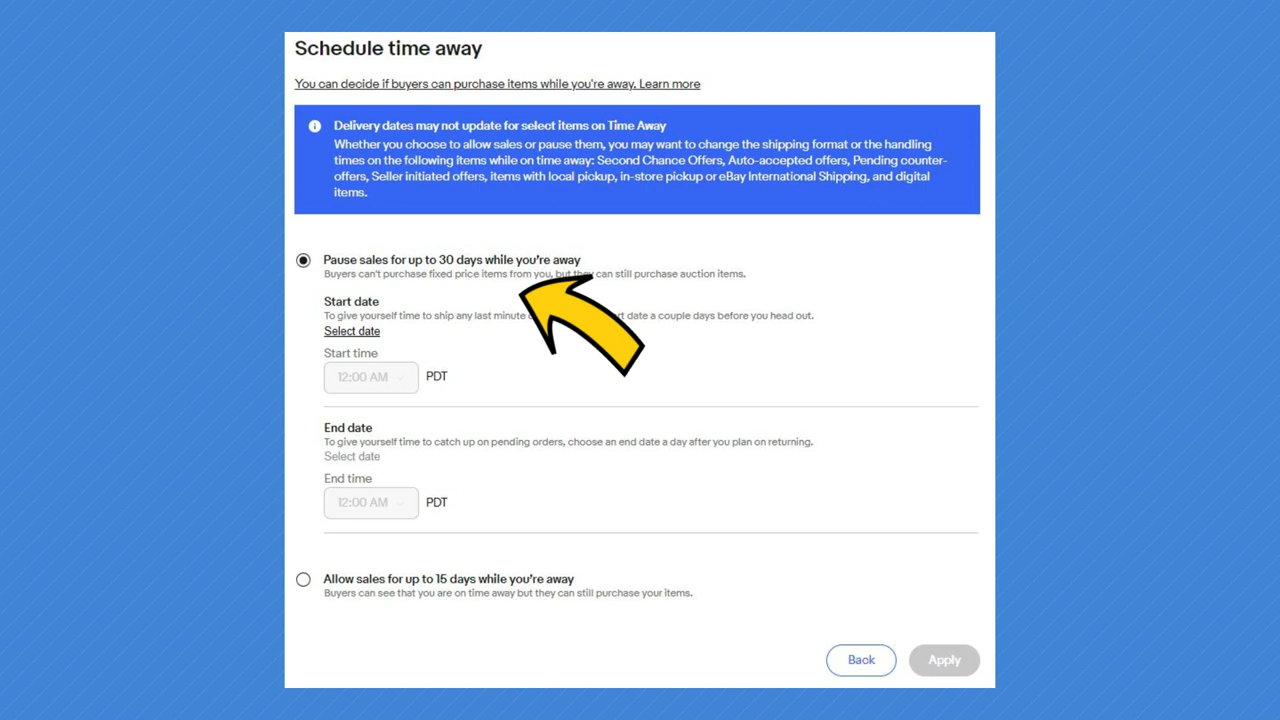 Schedule time away
You can decide if buyers can purchase items while you're away. Learn more
Delivery dates may not update for select items on Time Away
Whether you choose to allow sales or pause them, you may want to change the shipping format or the handling
times on the following items while on time away: Second Chance Offers, Auto-accepted offers, Pending counter-
offers, Seller initiated offers, items with local pickup, in-store pickup or eBay International Shipping, and digital
items.
Pause sales for up to 30 days while you're away
Buyers can't purchase fixed price items from you, but they can still purchase auction items.
Start date
To give yourself time to ship any last minute date a couple days before you head out.
Select date
Start time
12:00 AM PDT
End date
To give yourself time to catch up on pending orders, choose an end date a day after you plan on returning.
Select date
End time
12:00 AM PDT
Allow sales for up to 15 days while you're away
Buyers can see that you are on time away but they can still purchase your items.
Back Apply